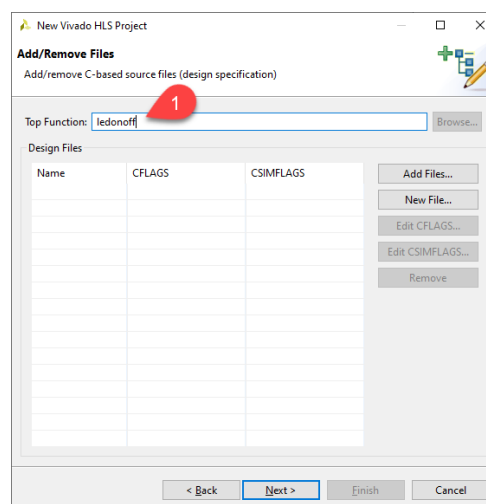 New Vivado HLS Project
Add/Remove Files
Add/remove C-based source files (design specification)
1
Top Function: ledonoff Browse...
Design Files
Name CFLAGS CSIMFLAGS
Add Files...
New File...
Edit CFLAGS...
Edit CSIMFLAGS...
Remove
< Back Next > Finish Cancel